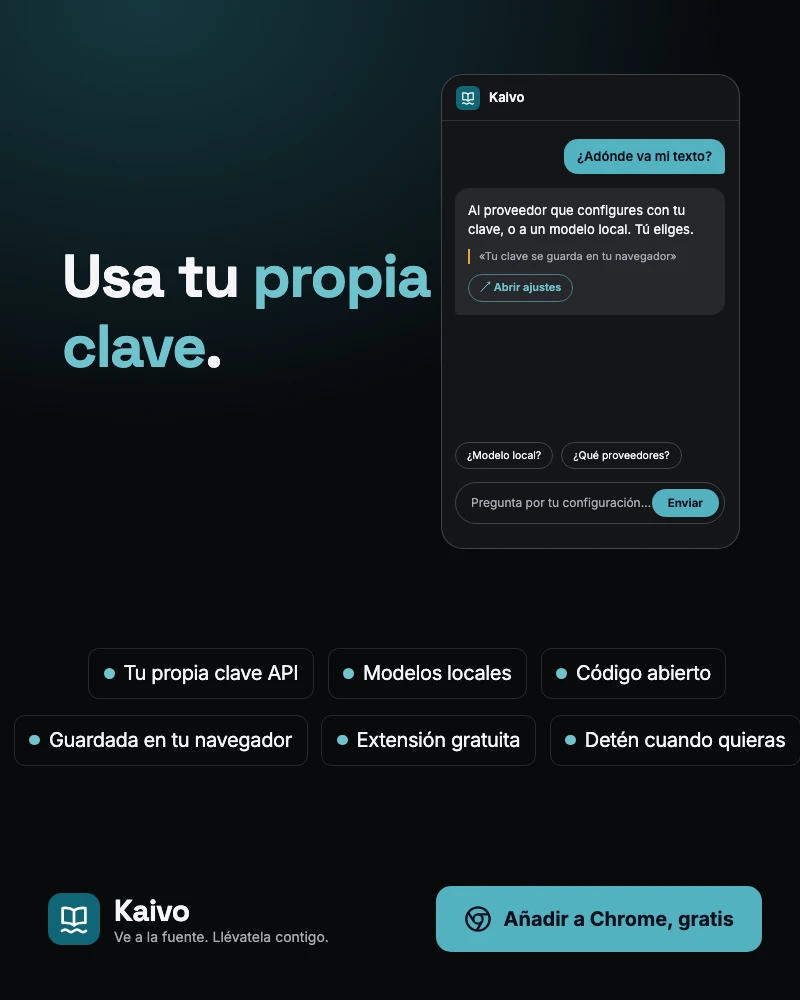 Kaivo
¿Adónde va mi texto?
Al proveedor que configures con tu
clave, o a un modelo local. Tú eliges.
«Tu clave se guarda en tu navegador»
↗ Abrir ajustes
Usa tu propia
clave.
¿Modelo local?
¿Qué proveedores?
Pregunta por tu configuración...
Enviar
Tu propia clave API
Modelos locales
Código abierto
Guardada en tu navegador
Extensión gratuita
Detén cuando quieras
Kaivo
Ve a la fuente. Llévatela contigo.
Añadir a Chrome, gratis